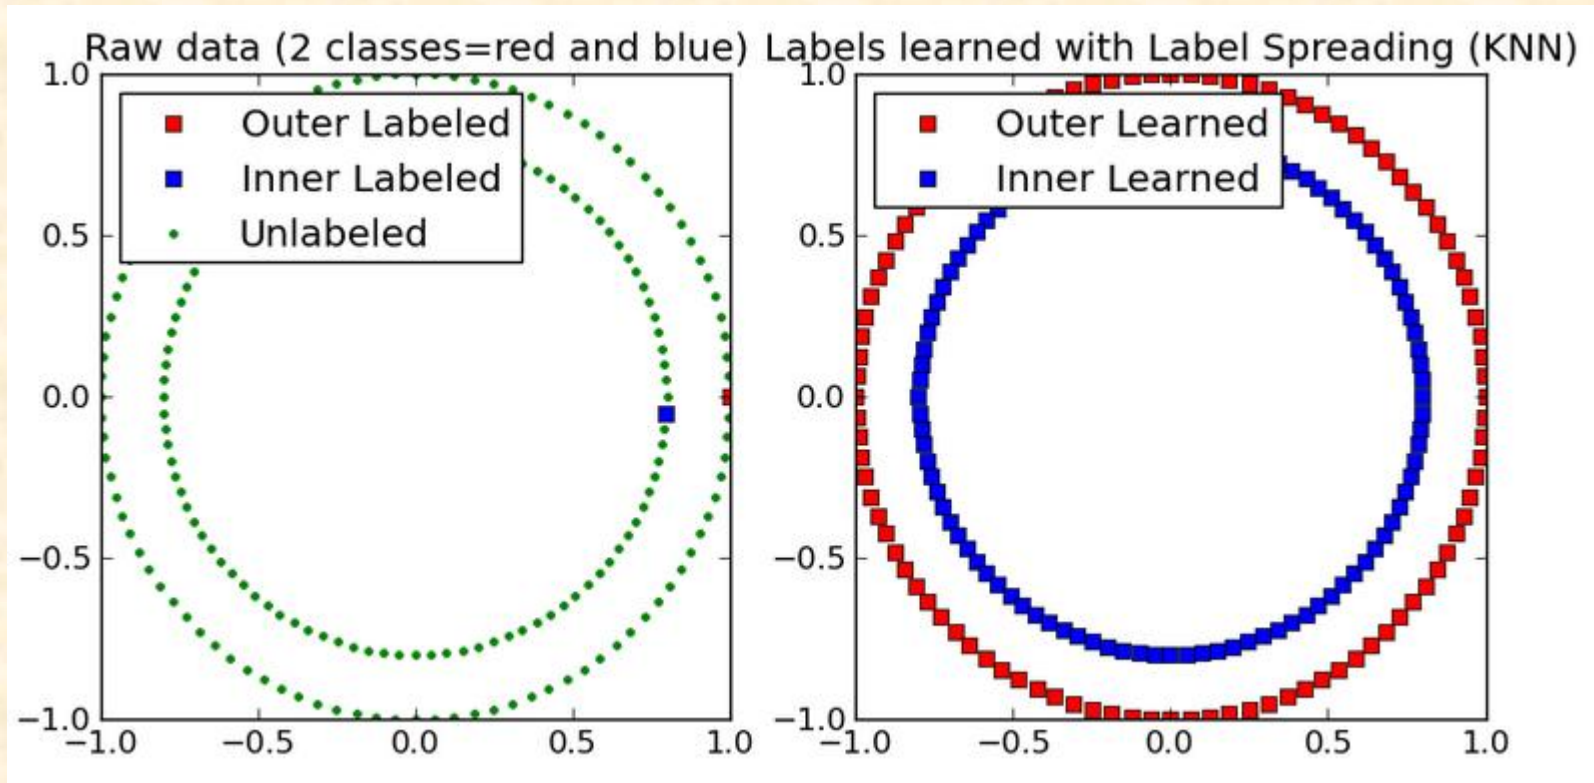 Raw data (2 classes=red and blue)
1.0
0.5
0.0
−0.5
−1.0
−1.0 −0.5 0.0 0.5 1.0
Outer Labeled
Inner Labeled
Unlabeled
Labels learned with Label Spreading (KNN)
1.0
0.5
0.0
−0.5
−1.0
−1.0 −0.5 0.0 0.5 1.0
Outer Learned
Inner Learned